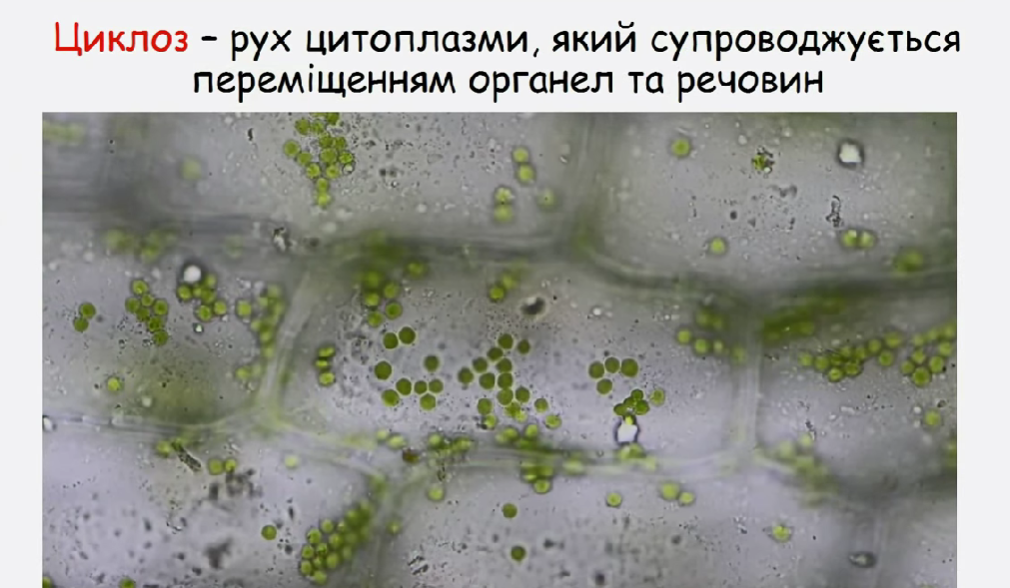 Циклоз – рух цитоплазми, який супроводжується
переміщенням органел та речовин